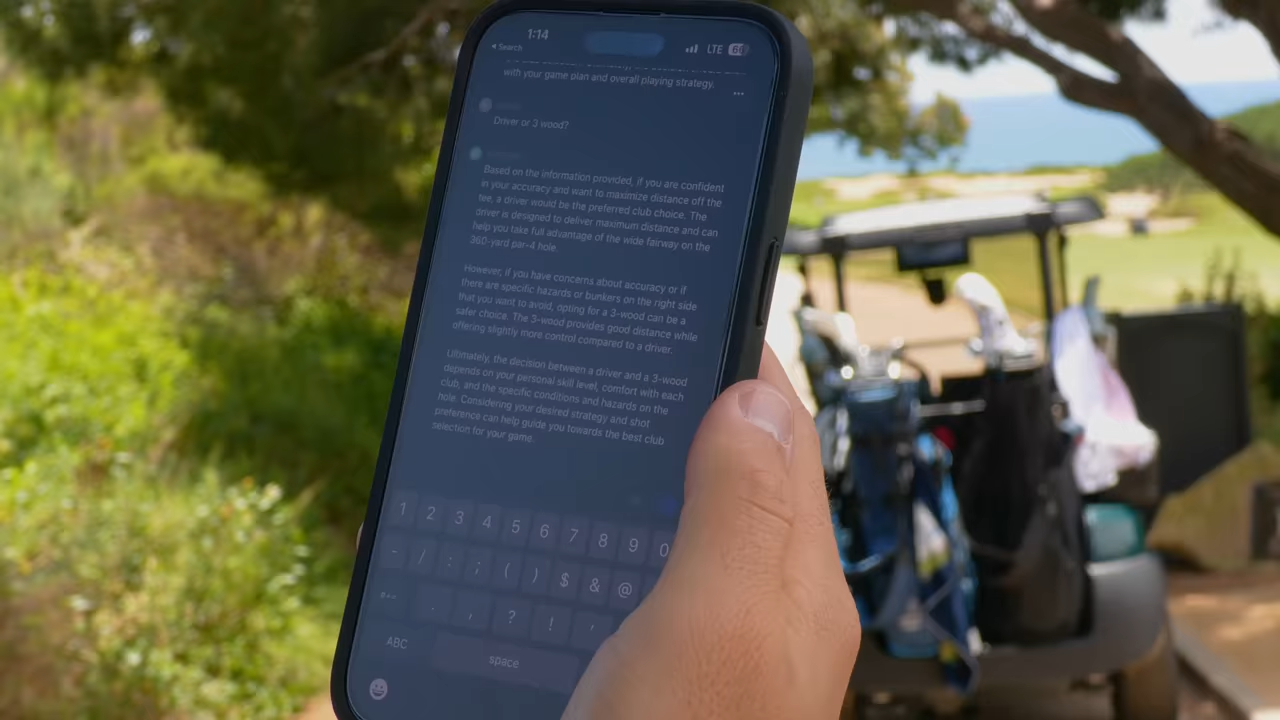 1:14
LTE 66
Search
with your game plan and overall playing strategy.
Driver or 3 wood?
Based on the information provided, if you are confident
in your accuracy and want to maximize distance off the
tee, a driver would be the preferred club choice. The
driver is designed to deliver maximum distance and can
help you take full advantage of the wide fairway on the
360-yard par-4 hole.
However, if you have concerns about accuracy or if
there are specific hazards or bunkers on the right side
that you want to avoid, opting for a 3-wood can be a
safer choice. The 3-wood provides good distance while
offering slightly more control compared to a driver.
Ultimately, the decision between a driver and a 3-wood
depends on your personal skill level, comfort with each
club, and the specific conditions and hazards on the
hole. Considering your desired strategy and shot
preference can help guide you towards the best club
selection for your game.
1 2 3 4 5 6 7 8 9 0
- / : ; ( ) $ & @
. , ? ! '
ABC
space